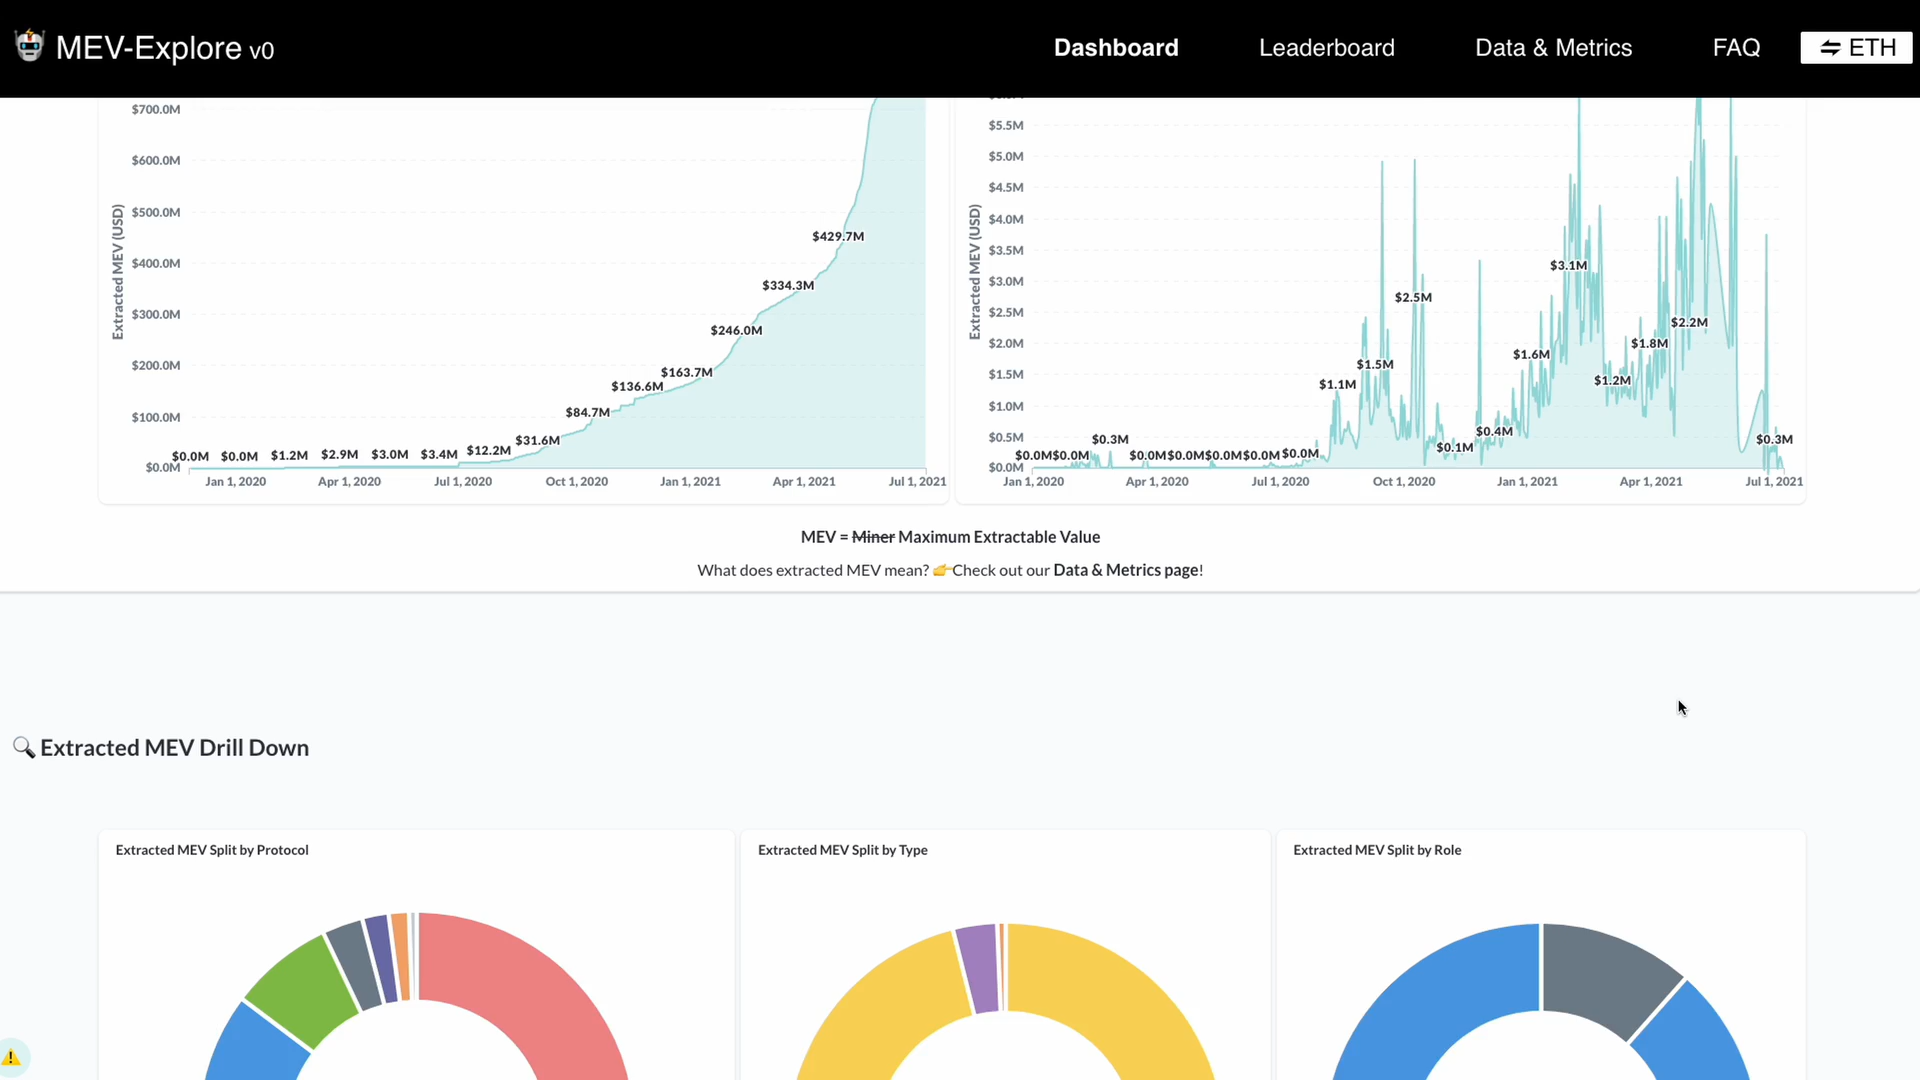 MEV-Explore v0
Dashboard
Leaderboard
Data & Metrics
FAQ
ETH
$700.0M
$600.0M
$500.0M
$400.0M
$300.0M
$200.0M
$100.0M
$0.0M
Extracted MEV (USD)
$0.0M
$0.0M
$1.2M
$2.9M
$3.0M
$3.4M
$12.2M
$31.6M
$84.7M
$136.6M
$163.7M
$246.0M
$334.3M
$429.7M
Jan 1, 2020
Apr 1, 2020
Jul 1, 2020
Oct 1, 2020
Jan 1, 2021
Apr 1, 2021
Jul 1, 2021
$5.5M
$5.0M
$4.5M
$4.0M
$3.5M
$3.0M
$2.5M
$2.0M
$1.5M
$1.0M
$0.5M
$0.0M
Extracted MEV (USD)
$0.0M
$0.0M
$0.3M
$0.0M
$0.0M
$0.0M
$0.0M
$0.0M
$1.1M
$1.5M
$2.5M
$0.1M
$0.4M
$1.6M
$3.1M
$1.2M
$1.8M
$2.2M
$0.3M
Jan 1, 2020
Apr 1, 2020
Jul 1, 2020
Oct 1, 2020
Jan 1, 2021
Apr 1, 2021
Jul 1, 2021
MEV = Miner Maximum Extractable Value
What does extracted MEV mean? 👉Check out our Data & Metrics page!
🔍 Extracted MEV Drill Down
Extracted MEV Split by Protocol
Extracted MEV Split by Type
Extracted MEV Split by Role